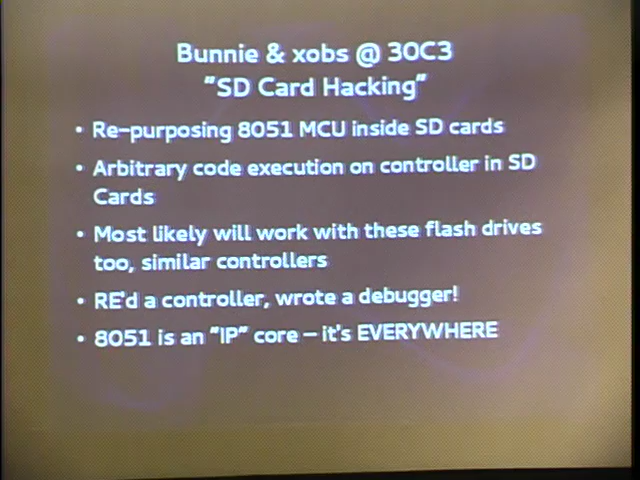 Bunnie & xobs @ 30C3
"SD Card Hacking"
• Re-purposing 8051 MCU inside SD cards
• Arbitrary code execution on controller in SD
Cards
• Most likely will work with these flash drives
too, similar controllers
• RE'd a controller, wrote a debugger!
• 8051 is an "IP" core – it's EVERYWHERE